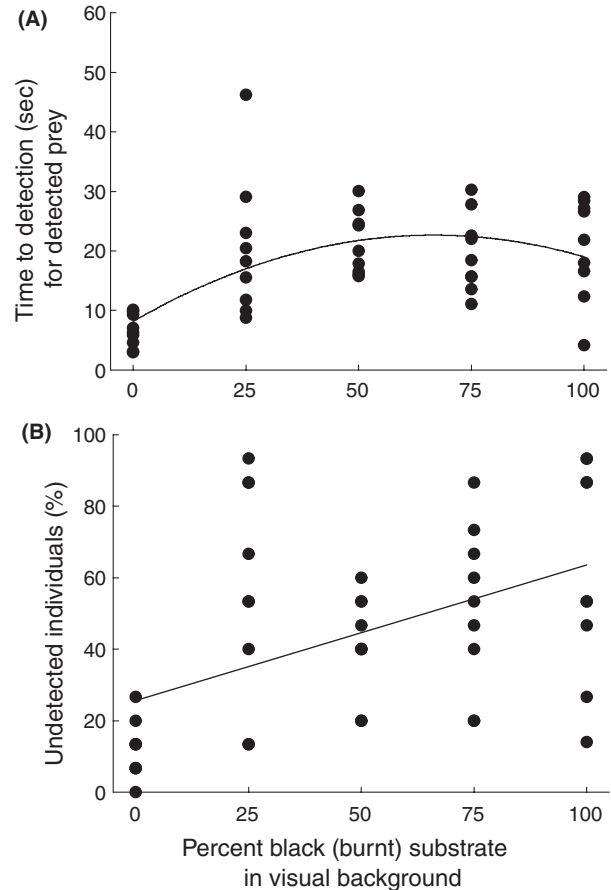 (A)
Time to detection (sec)
for detected prey
60
50
40
30
20
10
0
0 25 50 75 100
(B)
Undetected individuals (%)
100
80
60
40
20
0
0 25 50 75 100
Percent black (burnt) substrate
in visual background